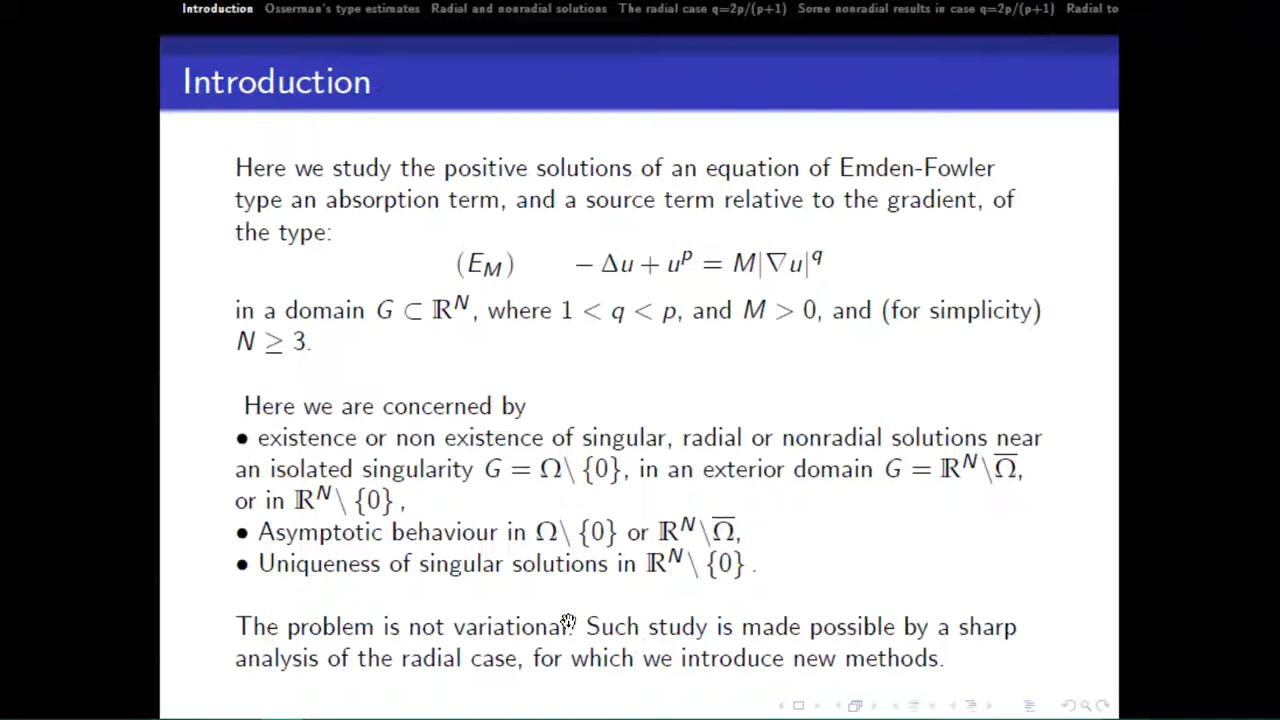 Introduction Osserman's type estimates Radial and nonradial solutions The radial case q=2p/(p+1) Some nonradial results in case q=2p/(p+1) Radial to
Introduction
Here we study the positive solutions of an equation of Emden-Fowler
type an absorption term, and a source term relative to the gradient, of
the type:
(E_M) − Δu + u^p = M|∇u|^q
in a domain G ⊂ ℝ^N, where 1 < q < p, and M > 0, and (for simplicity)
N ≥ 3.
Here we are concerned by
• existence or non existence of singular, radial or nonradial solutions near
an isolated singularity G = Ω\ {0}, in an exterior domain G = ℝ^N\Ω̅,
or in ℝ^N\ {0} ,
• Asymptotic behaviour in Ω\ {0} or ℝ^N\Ω̅,
• Uniqueness of singular solutions in ℝ^N\ {0} .
The problem is not variational. Such study is made possible by a sharp
analysis of the radial case, for which we introduce new methods.